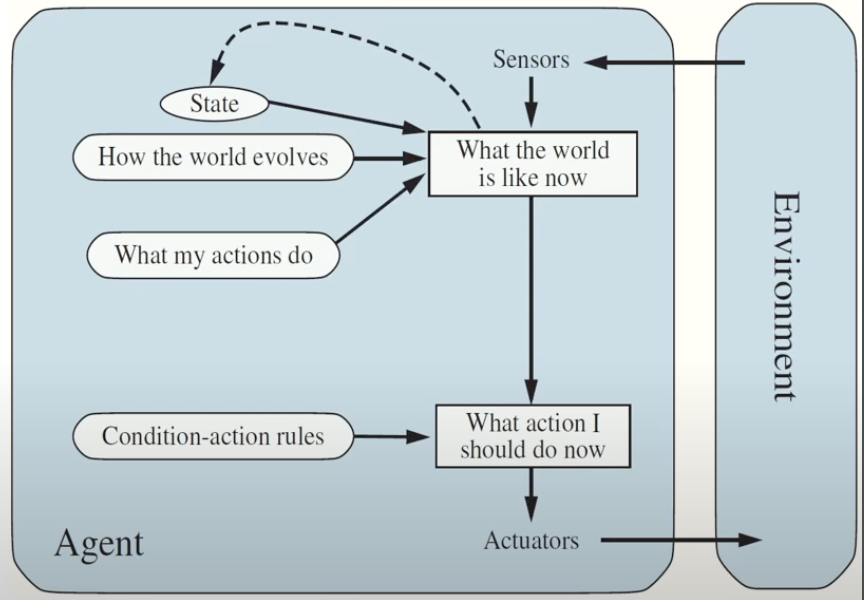 Sensors
State
How the world evolves
What the world
is like now
What my actions do
Environment
Condition-action rules
What action I
should do now
Agent
Actuators